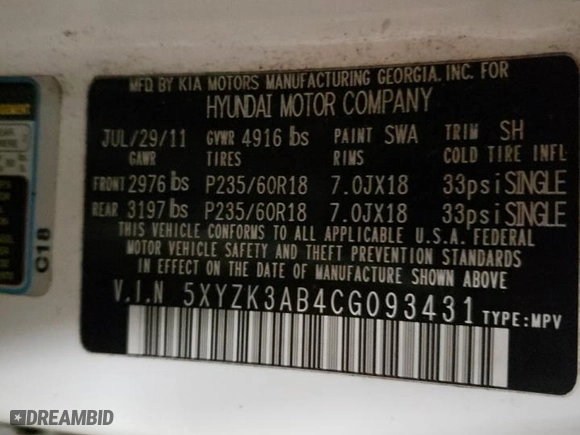 MFD BY KIA MOTORS MANUFACTURING GEORGIA, INC. FOR
HYUNDAI MOTOR COMPANY
JUL/29/11 GVWR 4916 lbs PAINT SWA TRIM SH
GAWR TIRES RIMS COLD TIRE INFL
FRONT 2976 lbs P235/60R18 7.0JX18 33psi SINGLE
REAR 3197 lbs P235/60R18 7.0JX18 33psi SINGLE
THIS VEHICLE CONFORMS TO ALL APPLICABLE U.S.A. FEDERAL
MOTOR VEHICLE SAFETY AND THEFT PREVENTION STANDARDS
IN EFFECT ON THE DATE OF MANUFACTURE SHOWN ABOVE
V.I.N 5XYZK3AB4CG093431 TYPE:MPV
C18
DREAMBID